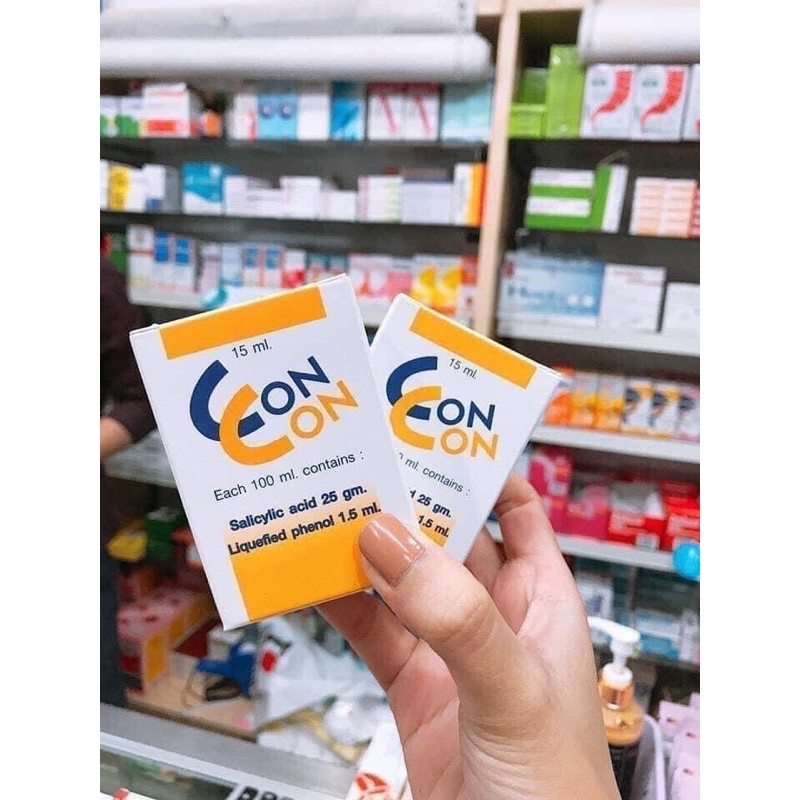 15 ml.
CON
CON
Each 100 ml. contains :
Salicylic acid 25 gm.
Liquefied phenol 1.5 ml.
15 ml.
CON
CON
ml. contains :
25 gm.
1.5 ml.